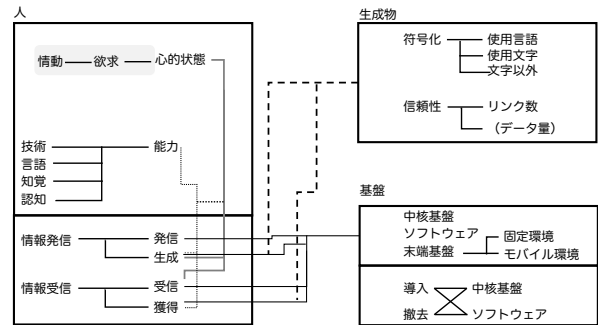 人
情動 欲求 心的状態
技術 能力
言語
知覚
認知
情報発信 発信
生成
情報受信 受信
獲得
生成物
符号化 使用言語
使用文字
文字以外
信頼性 リンク数
（データ量）
基盤
中核基盤
ソフトウェア
固定環境
末端基盤
モバイル環境
導入 中核基盤
撤去 ソフトウェア